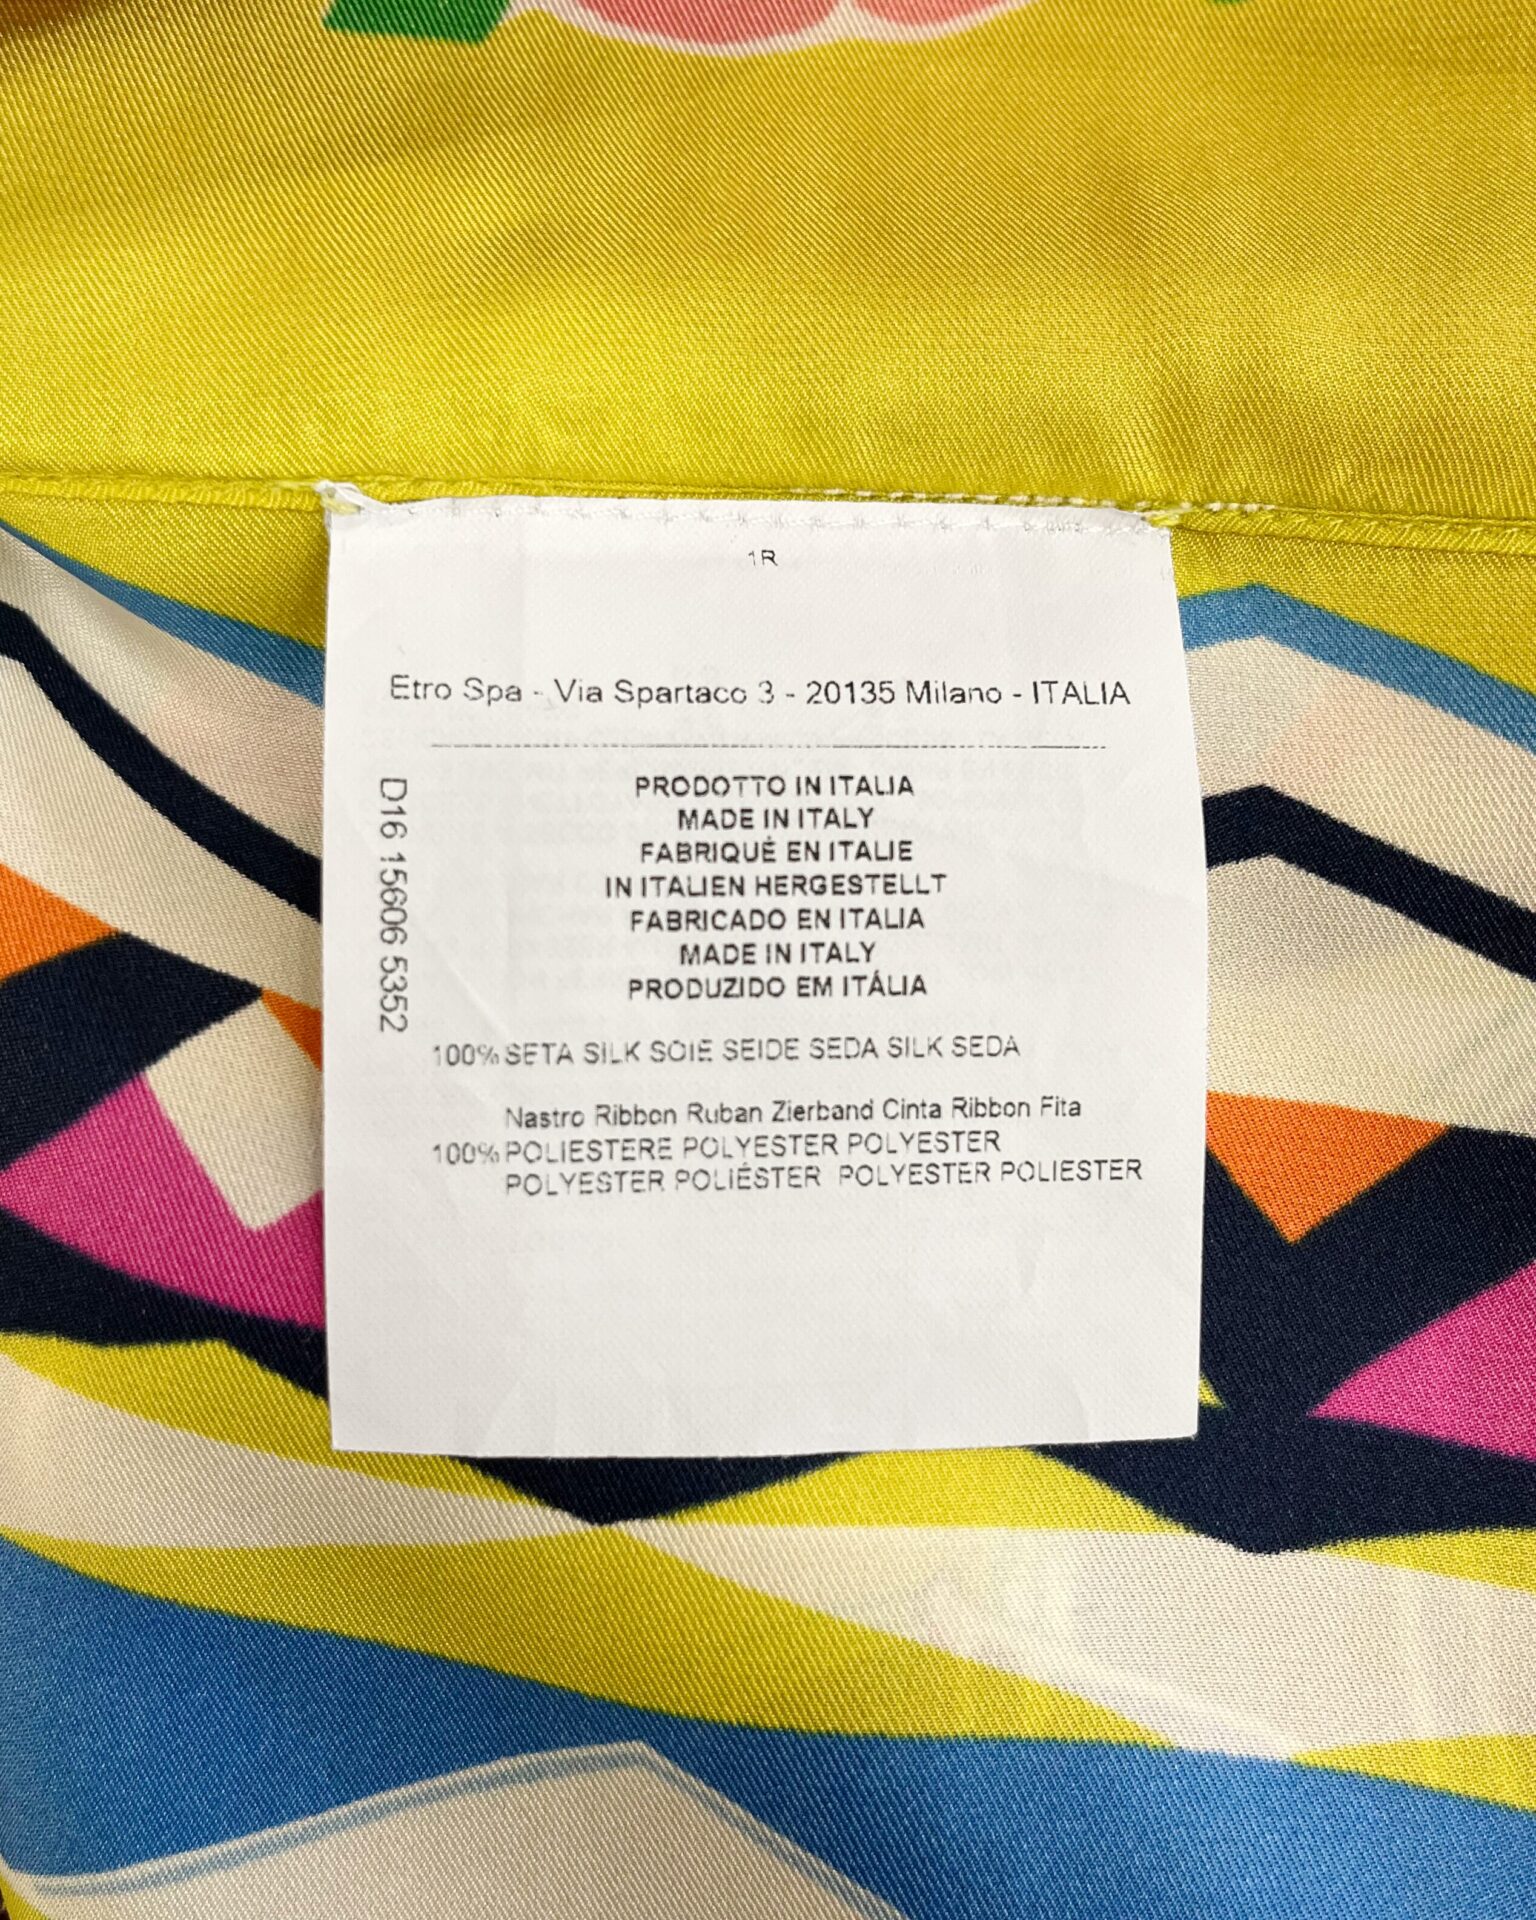 1R
Etro Spa - Via Spartaco 3 - 20135 Milano - ITALIA
D16 15606 5352
PRODOTTO IN ITALIA
MADE IN ITALY
FABRIQUÉ EN ITALIE
IN ITALIEN HERGESTELLT
FABRICADO EN ITALIA
MADE IN ITALY
PRODUZIDO EM ITÁLIA
100% SETA SILK SOIE SEIDE SEDA SILK SEDA
Nastro Ribbon Ruban Zierband Cinta Ribbon Fita
100% POLIESTERE POLYESTER POLYESTER
POLYESTER POLIÉSTER POLYESTER POLIESTER